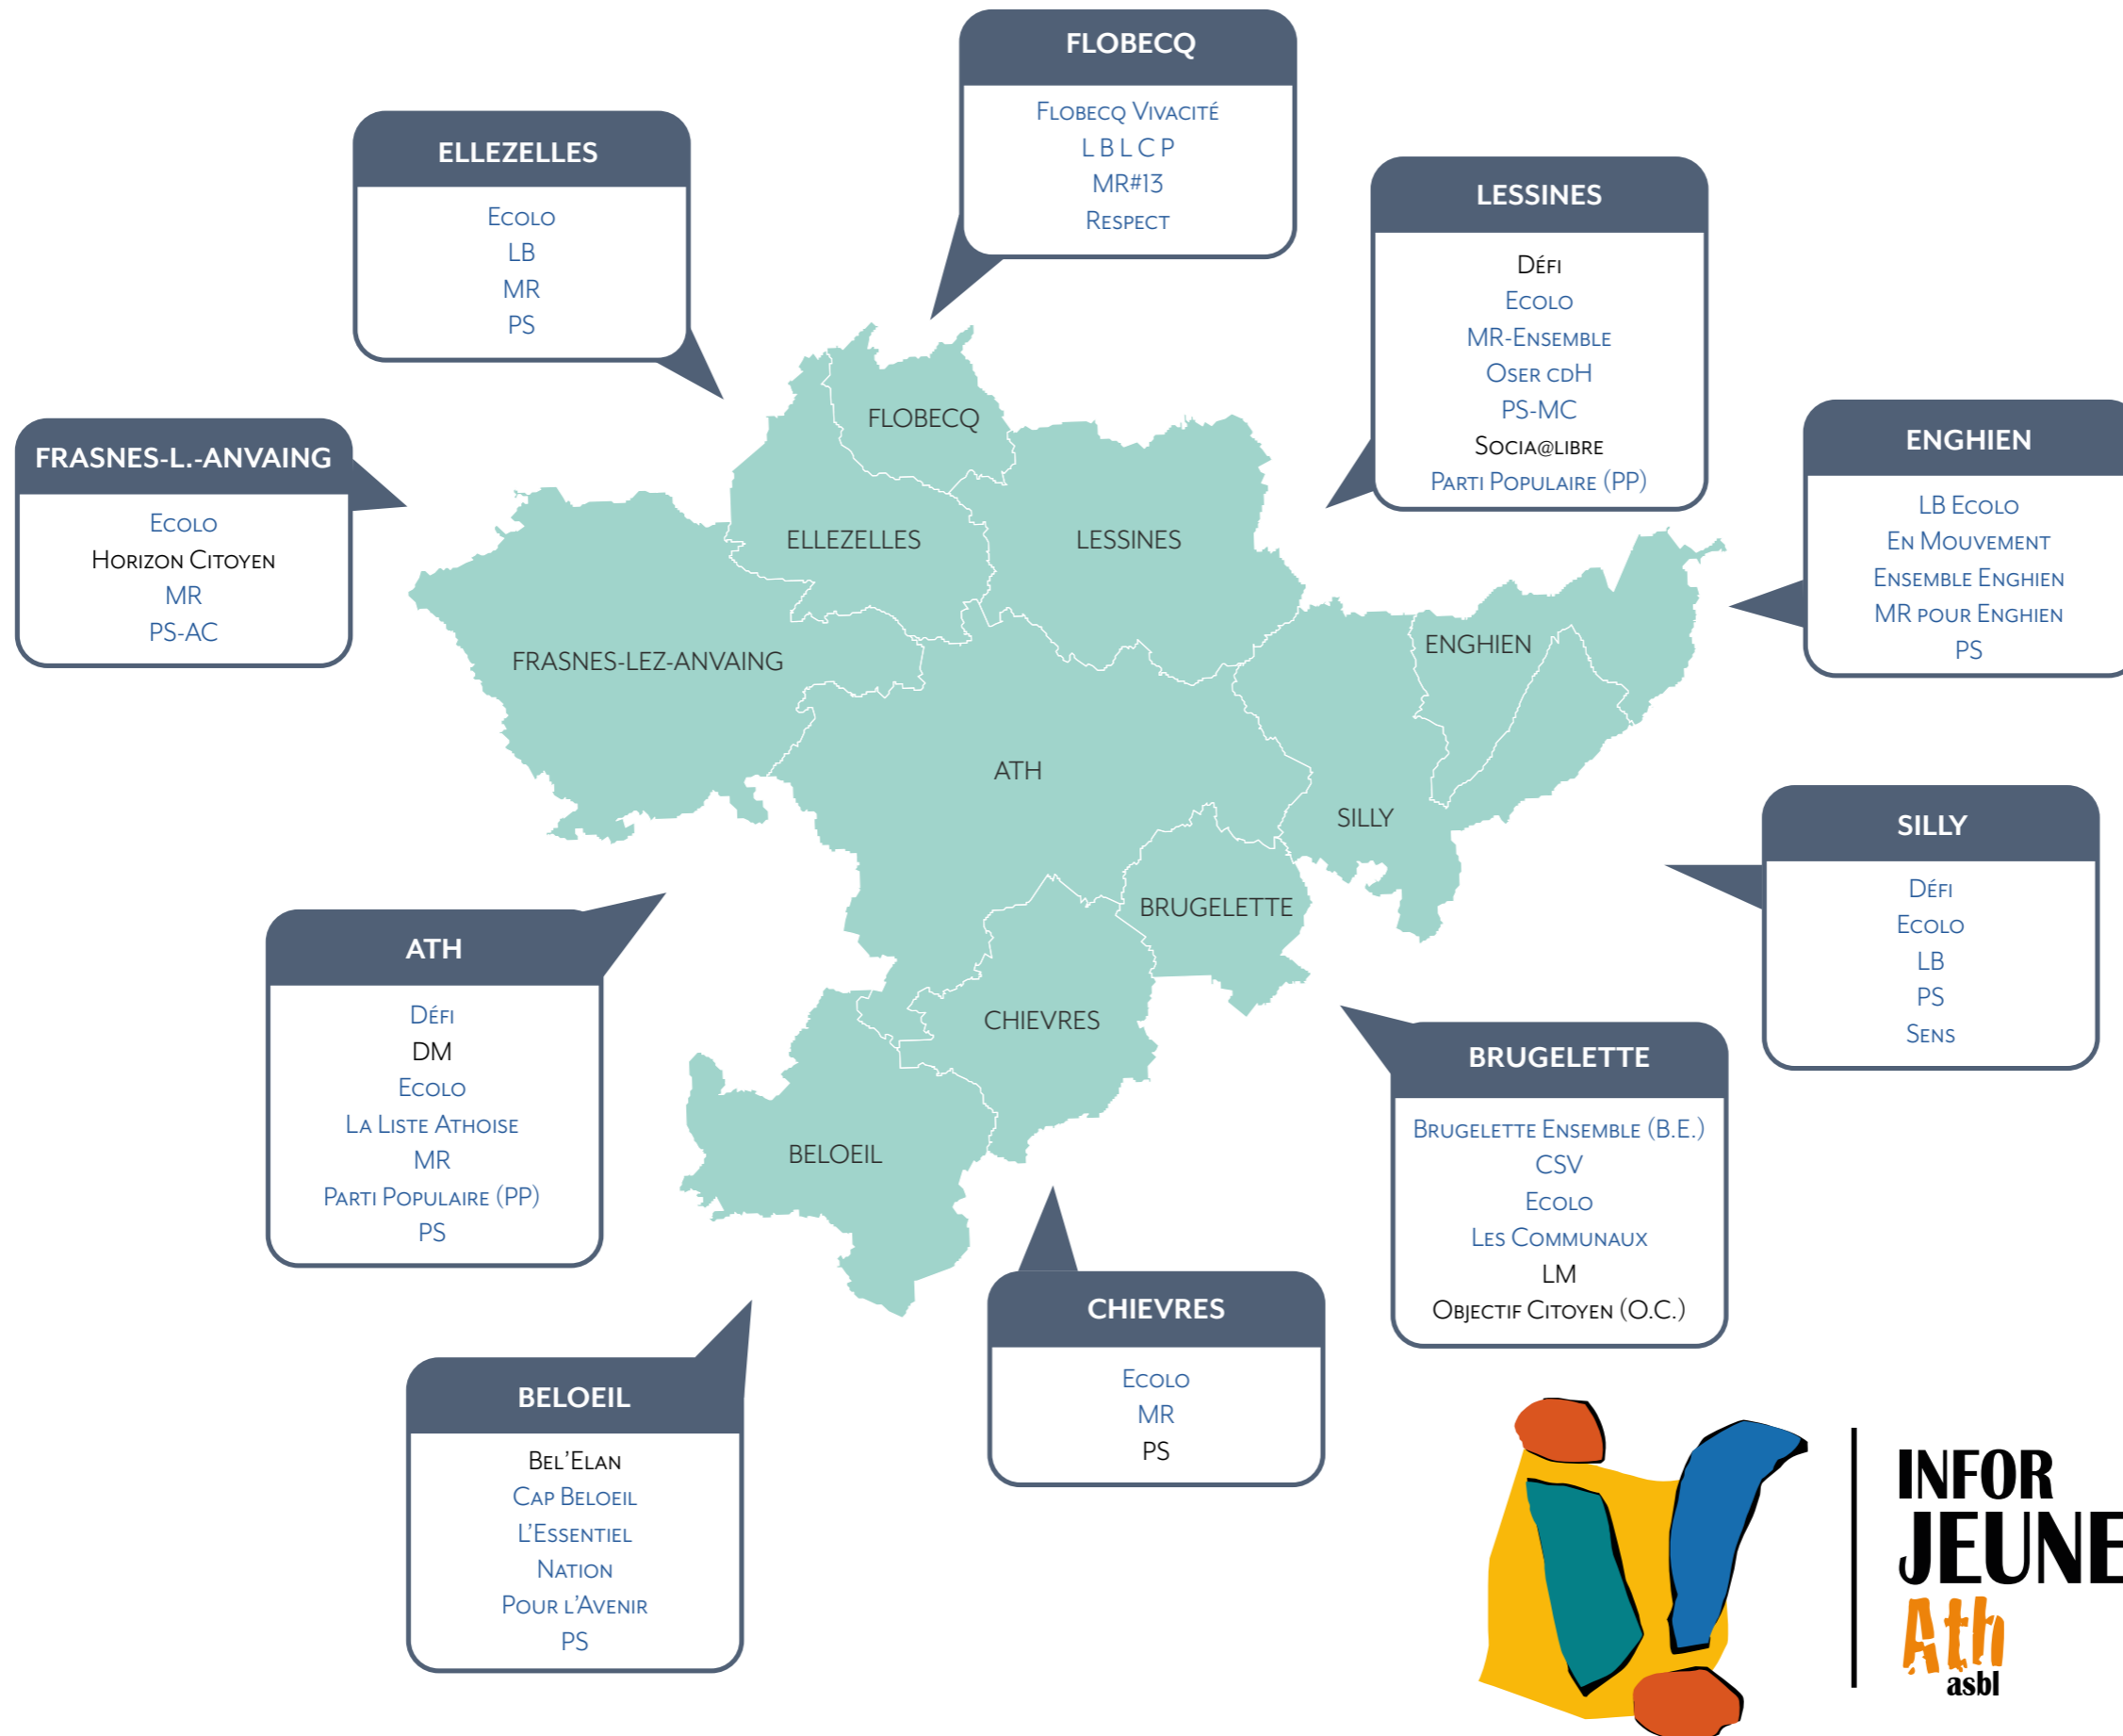 FLOBECQ
Flobecq Vivacité
L B L C P
MR#13
Respect
ELLEZELLES
Ecolo
LB
MR
PS
LESSINES
Défi
Ecolo
MR-Ensemble
Oser cdH
PS-MC
Socia@libre
Parti Populaire (PP)
FRASNES-L.-ANVAING
Ecolo
Horizon Citoyen
MR
PS-AC
ENGHIEN
LB Ecolo
En Mouvement
Ensemble Enghien
MR pour Enghien
PS
FLOBECQ
ELLEZELLES
LESSINES
FRASNES-LEZ-ANVAING
ENGHIEN
ATH
SILLY
BRUGELETTE
CHIEVRES
BELOEIL
SILLY
Défi
Ecolo
LB
PS
Sens
ATH
Défi
DM
Ecolo
La Liste Athoise
MR
Parti Populaire (PP)
PS
BRUGELETTE
Brugelette Ensemble (B.E.)
CSV
Ecolo
Les Communaux
LM
Objectif Citoyen (O.C.)
CHIEVRES
Ecolo
MR
PS
BELOEIL
Bel'Elan
Cap Beloeil
L'Essentiel
Nation
Pour l'Avenir
PS
INFOR
JEUNE
Ath
asbl